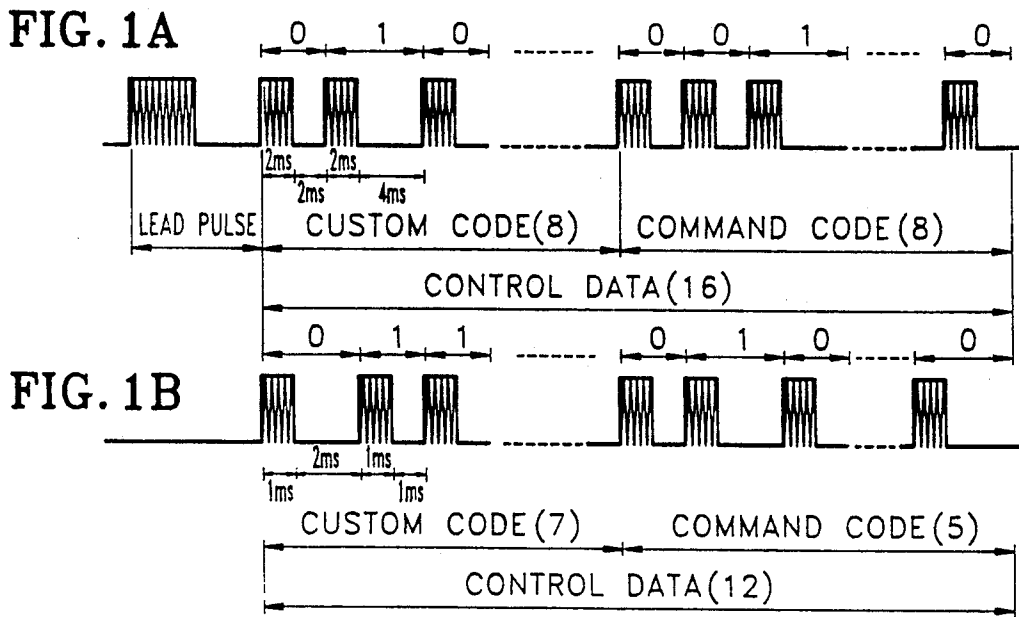 FIG. 1A
0 1 0 0 0 1 0
2ms 2ms
2ms 4ms
LEAD PULSE CUSTOM CODE(8) COMMAND CODE(8)
CONTROL DATA(16)
0 1 1 0 1 0 0
FIG. 1B
2ms 1ms
1ms 1ms
CUSTOM CODE(7) COMMAND CODE(5)
CONTROL DATA(12)